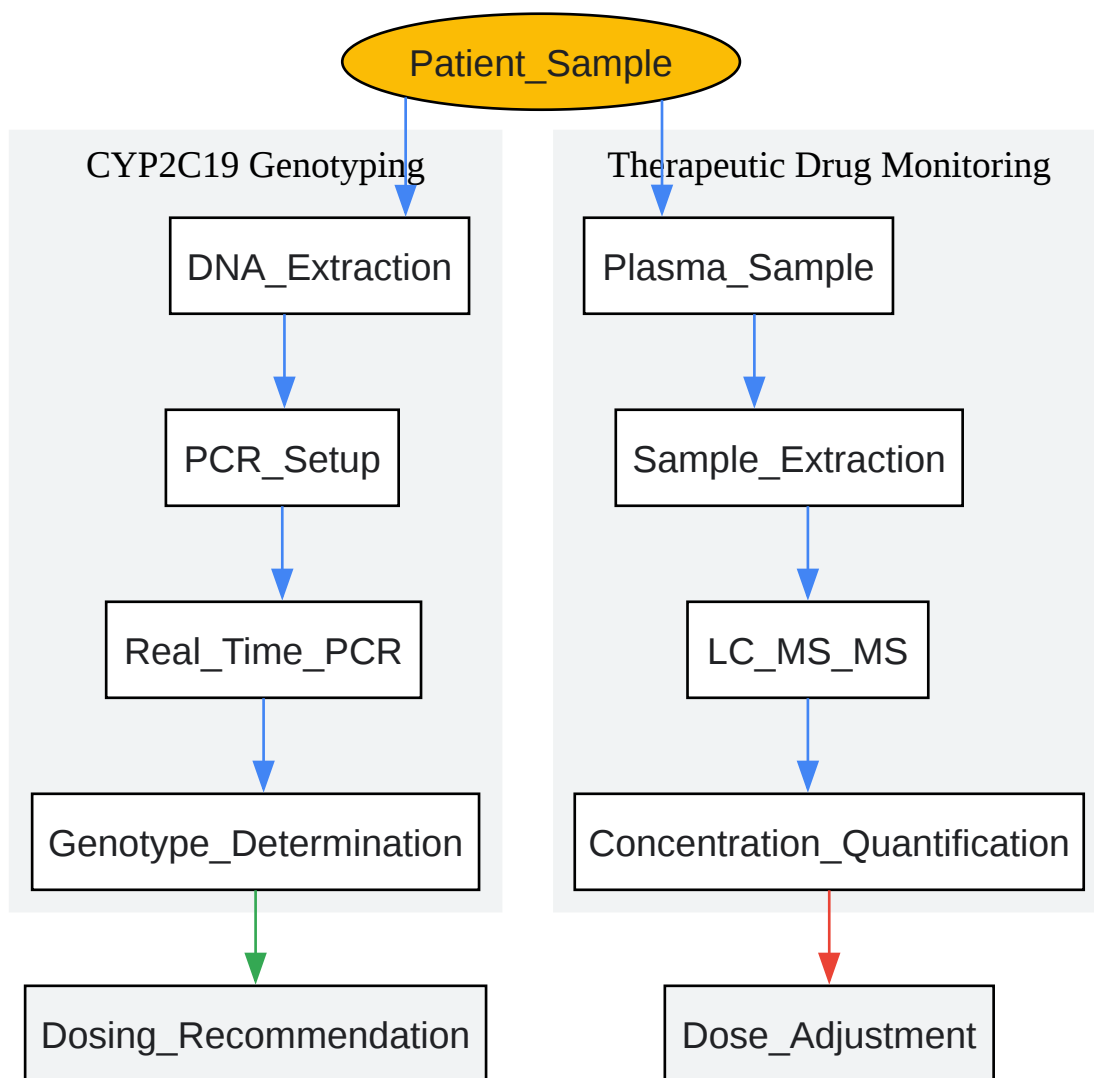 Patient_Sample
CYP2C19 Genotyping
DNA_Extraction
PCR_Setup
Real_Time_PCR
Genotype_Determination
Dosing_Recommendation
Therapeutic Drug Monitoring
Plasma_Sample
Sample_Extraction
LC_MS_MS
Concentration_Quantification
Dose_Adjustment